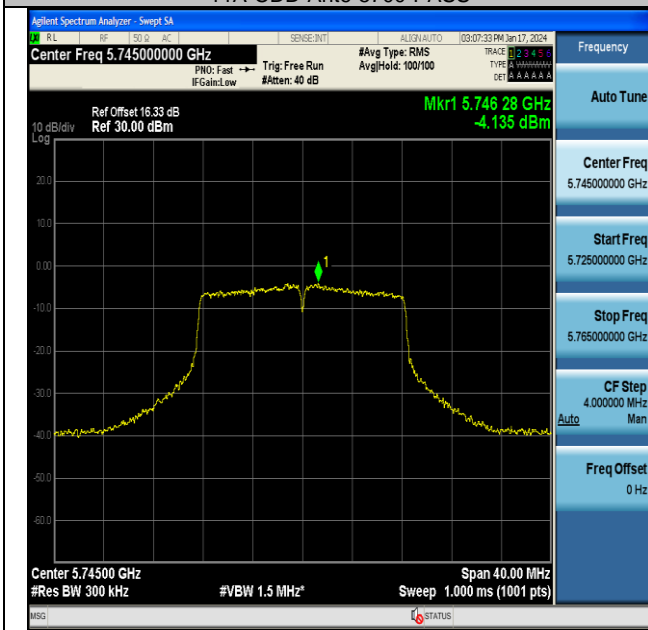 Agilent Spectrum Analyzer - Swept SA
RL RF 50 Ω AC SENSE:INT ALIGN AUTO 03:07:33 PM Jan 17, 2024
Center Freq 5.745000000 GHz
PNO: Fast
IFGain:Low
Trig: Free Run
#Atten: 40 dB
#Avg Type: RMS
Avg|Hold: 100/100
TRACE 1 2 3 4 5 6
TYPE A
DET A A A A A A
Ref Offset 16.33 dB
10 dB/div Ref 30.00 dBm
Log
Mkr1 5.746 28 GHz
-4.135 dBm
20.0
10.0
0.00
-10.0
-20.0
-30.0
-40.0
-50.0
-60.0
1
Center 5.74500 GHz
Span 40.00 MHz
#Res BW 300 kHz
#VBW 1.5 MHz*
Sweep 1.000 ms (1001 pts)
MSG
STATUS
Frequency
Auto Tune
Center Freq
5.745000000 GHz
Start Freq
5.725000000 GHz
Stop Freq
5.765000000 GHz
CF Step
4.000000 MHz
Auto Man
Freq Offset
0 Hz